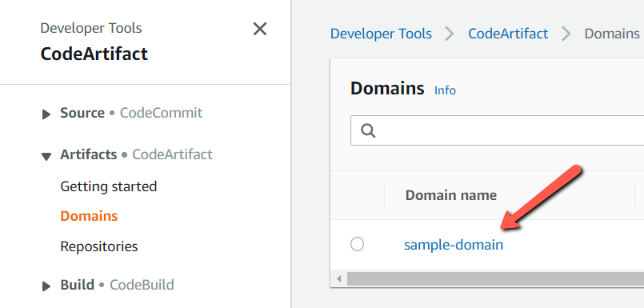 Developer Tools
CodeArtifact
Source • CodeCommit
Artifacts • CodeArtifact
Getting started
Domains
Repositories
Build • CodeBuild
Developer Tools > CodeArtifact > Domains
Domains Info
Domain name
sample-domain